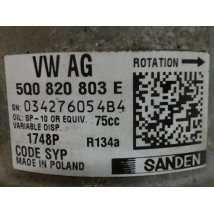 VW AG
ROTATION
5Q0 820 803 E
SN: 034276054B4
OIL: SP-10 OR EQUIV. 75cc
VARIABLE DISP.
1748P R134a
CODE SYP
MADE IN POLAND
SANDEN